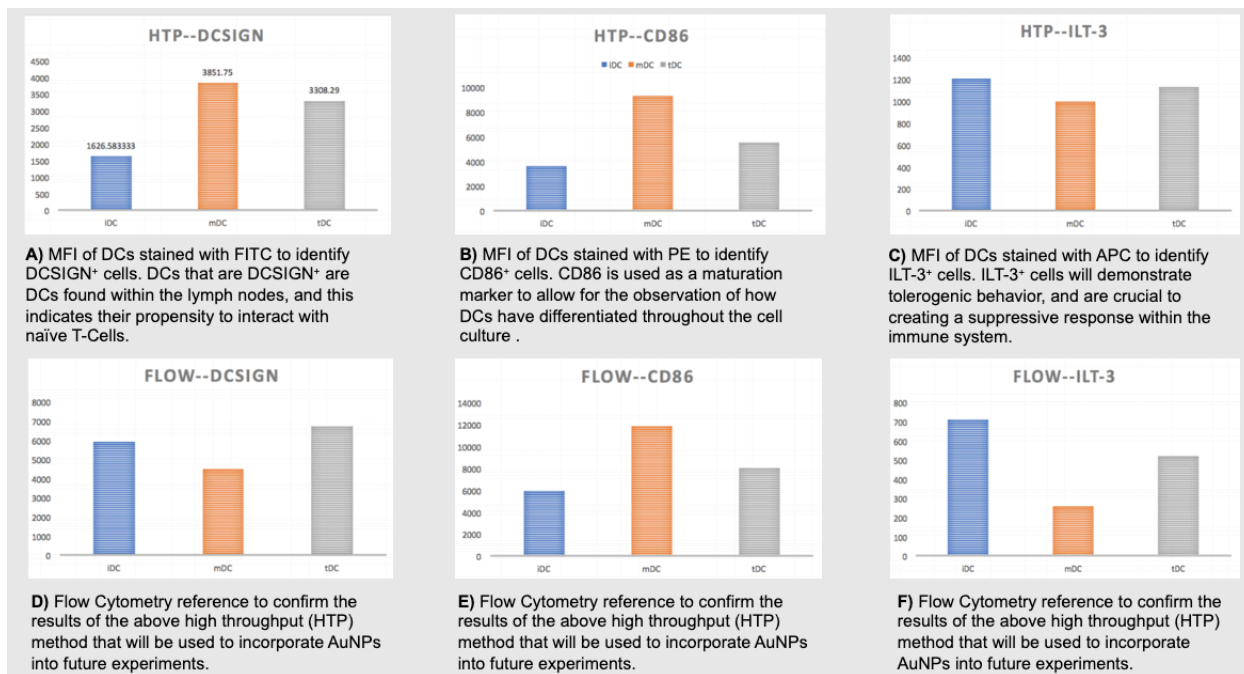 HTP--DCSIGN
4500
4000
3500
3000
2500
2000
1500
1000
500
0
1626.583333
3851.75
3308.29
iDC
mDC
tDC
A) MFI of DCs stained with FITC to identify
DCSIGN⁺ cells. DCs that are DCSIGN⁺ are
DCs found within the lymph nodes, and this
indicates their propensity to interact with
naïve T-Cells.
HTP--CD86
iDC mDC tDC
10000
8000
6000
4000
2000
0
iDC
mDC
tDC
B) MFI of DCs stained with PE to identify
CD86⁺ cells. CD86 is used as a maturation
marker to allow for the observation of how
DCs have differentiated throughout the cell
culture .
HTP--ILT-3
1400
1200
1000
800
600
400
200
0
iDC
mDC
tDC
C) MFI of DCs stained with APC to identify
ILT-3⁺ cells. ILT-3⁺ cells will demonstrate
tolerogenic behavior, and are crucial to
creating a suppressive response within the
immune system.
FLOW--DCSIGN
8000
7000
6000
5000
4000
3000
2000
1000
0
iDC
mDC
tDC
D) Flow Cytometry reference to confirm the
results of the above high throughput (HTP)
method that will be used to incorporate AuNPs
into future experiments.
FLOW--CD86
14000
12000
10000
8000
6000
4000
2000
0
iDC
mDC
tDC
E) Flow Cytometry reference to confirm the
results of the above high throughput (HTP)
method that will be used to incorporate AuNPs
into future experiments.
FLOW--ILT-3
800
700
600
500
400
300
200
100
0
iDC
mDC
tDC
F) Flow Cytometry reference to confirm the
results of the above high throughput (HTP)
method that will be used to incorporate
AuNPs into future experiments.